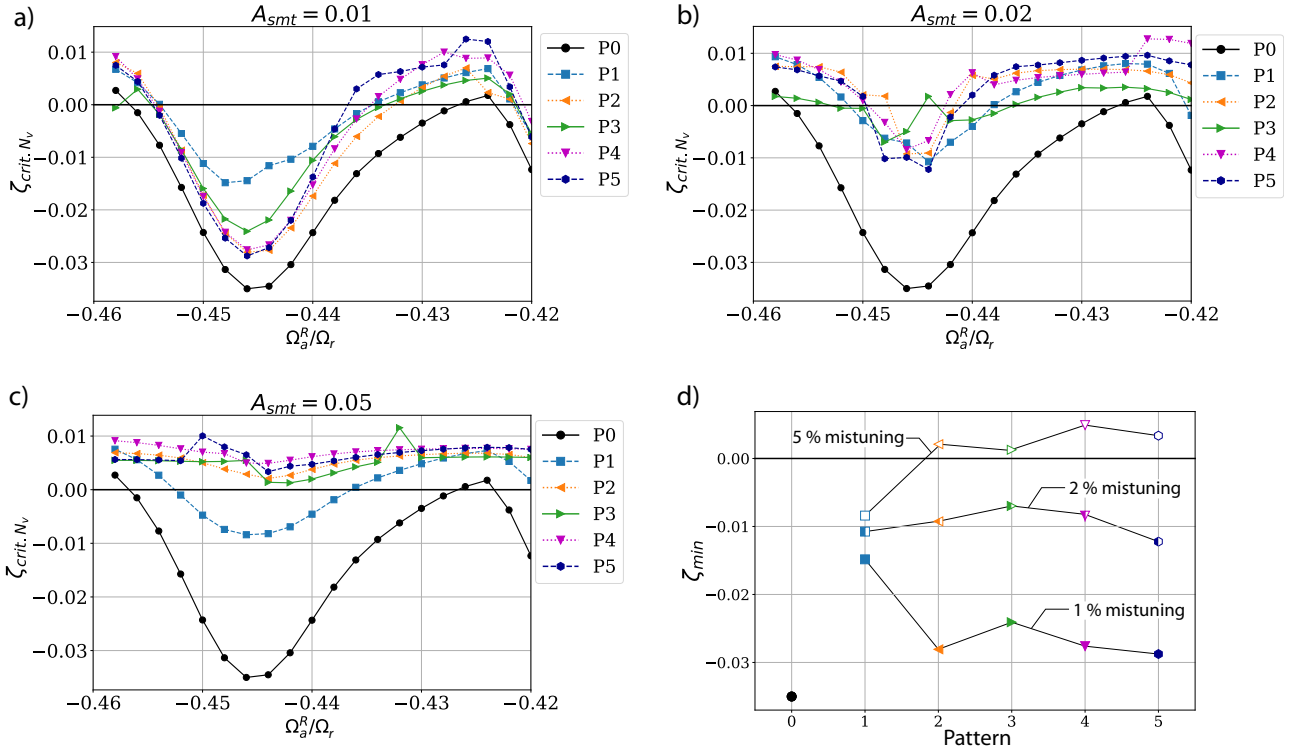 a)
A_smt = 0.01
ζ_crit. N_v
0.01
0.00
−0.01
−0.02
−0.03
−0.46
−0.45
−0.44
−0.43
−0.42
Ω_a^R/Ω_r
P0
P1
P2
P3
P4
P5
b)
A_smt = 0.02
ζ_crit. N_v
0.01
0.00
−0.01
−0.02
−0.03
−0.46
−0.45
−0.44
−0.43
−0.42
Ω_a^R/Ω_r
P0
P1
P2
P3
P4
P5
c)
A_smt = 0.05
ζ_crit. N_v
0.01
0.00
−0.01
−0.02
−0.03
−0.46
−0.45
−0.44
−0.43
−0.42
Ω_a^R/Ω_r
P0
P1
P2
P3
P4
P5
d)
ζ_min
0.00
−0.01
−0.02
−0.03
5 % mistuning
2 % mistuning
1 % mistuning
0
1
2
3
4
5
Pattern